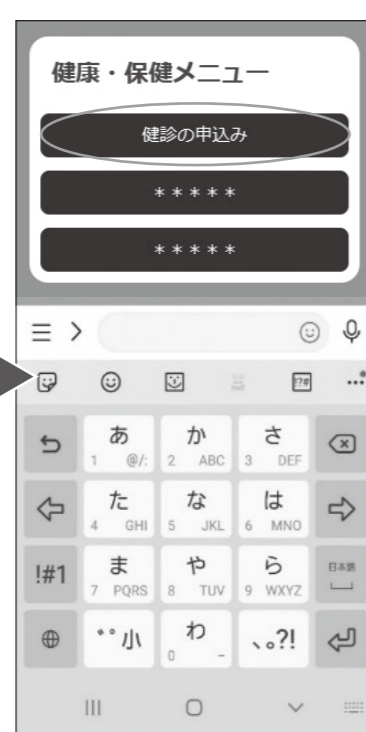 健康・保健メニュー
健診の申込み
*****
*****
!?#
あ か さ
1 @/: 2 ABC 3 DEF
た な は
4 GHI 5 JKL 6 MNO
!#1 ま や ら 日本語
7 PQRS 8 TUV 9 WXYZ
゛゜小 わ 、。?!
0 -